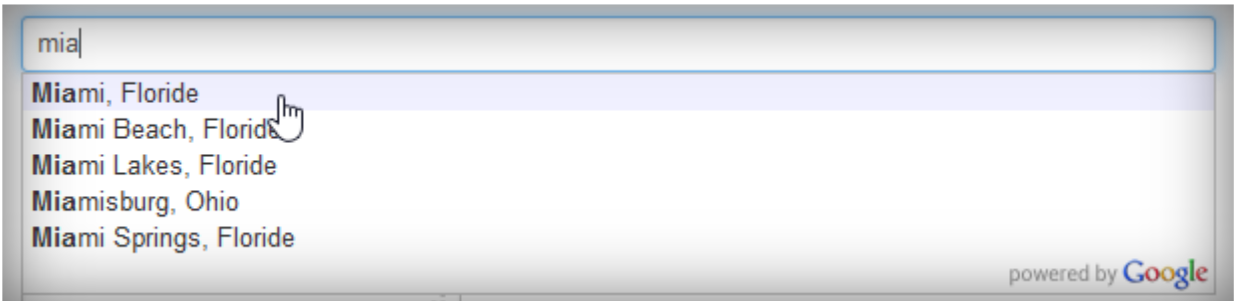 mia
Miami, Floride
Miami Beach, Floride
Miami Lakes, Floride
Miamisburg, Ohio
Miami Springs, Floride
powered by Google